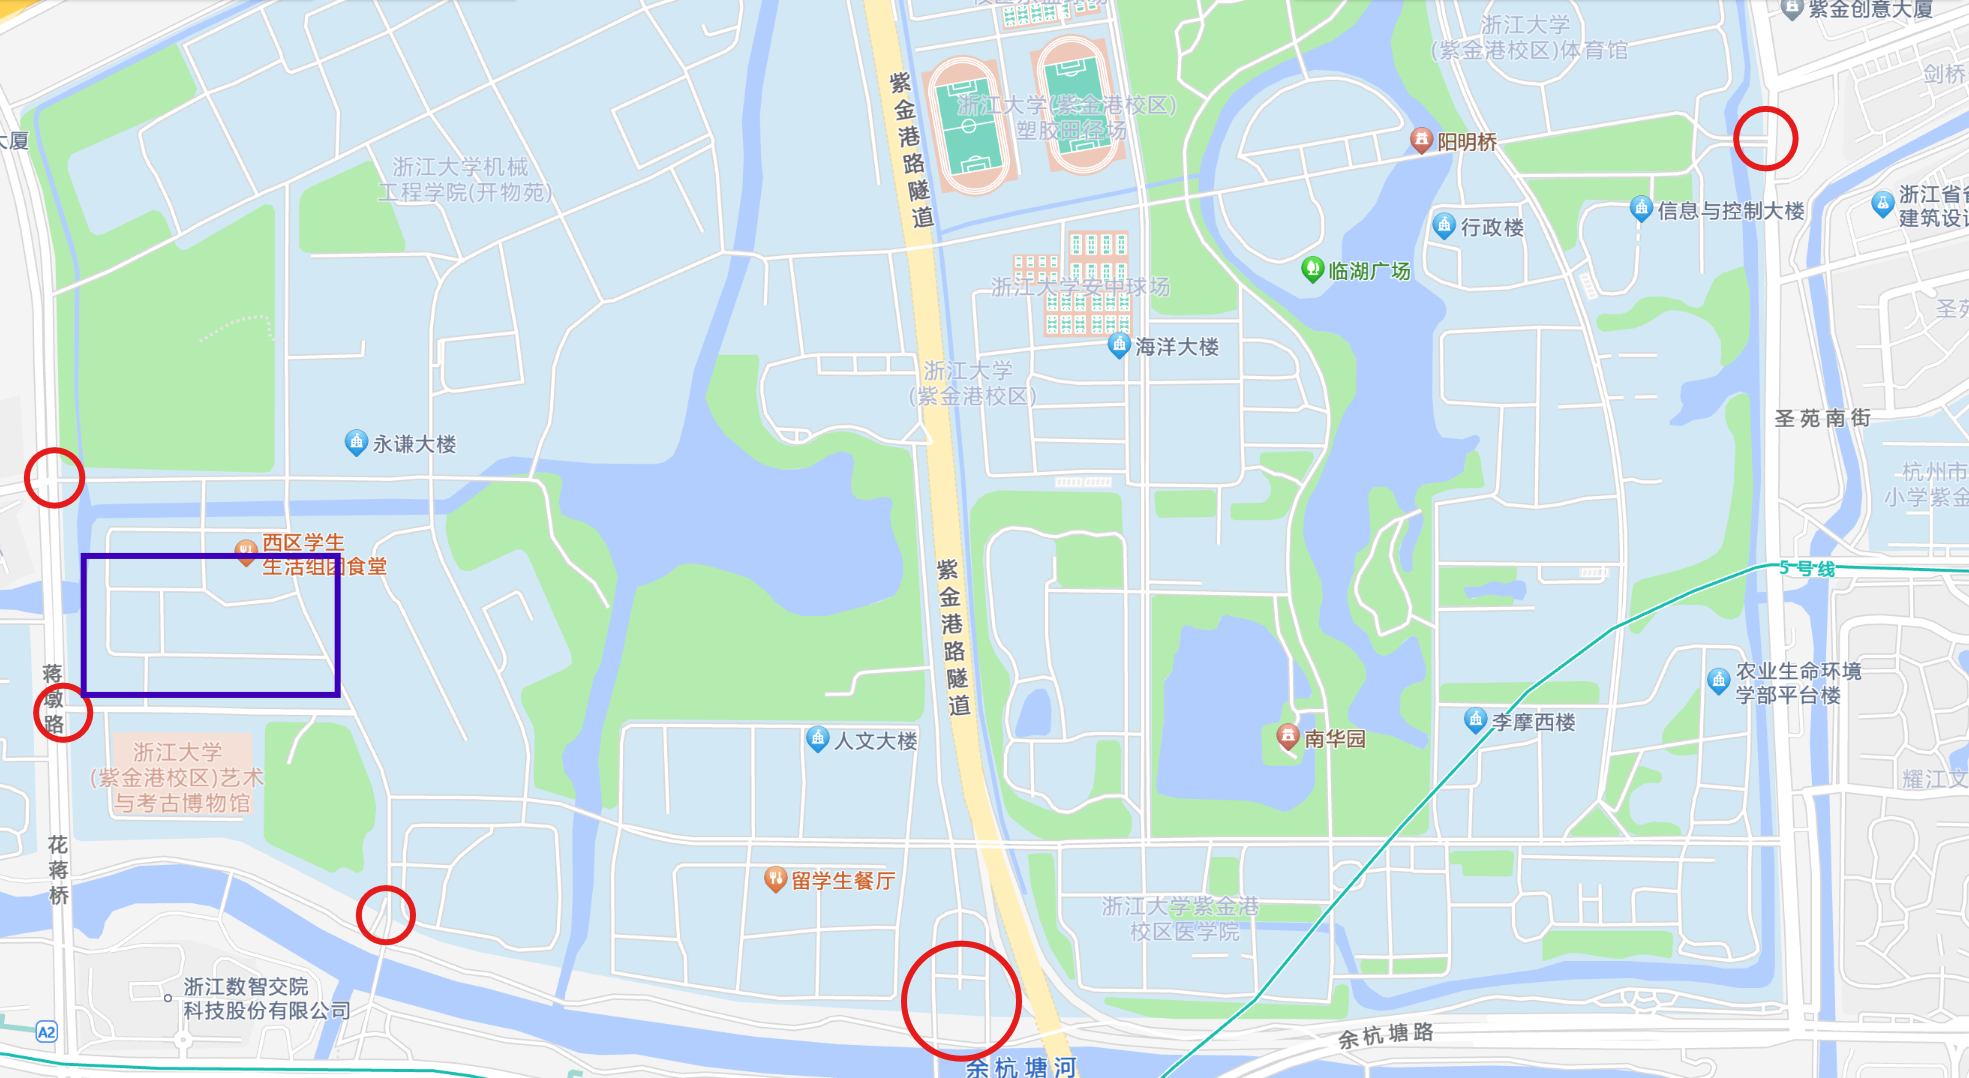 紫金创意大厦
浙江大学
(紫金港校区)体育馆
剑桥
大厦
紫金港路隧道
浙江大学(紫金港校区)
塑胶田径场
阳明桥
浙江大学机械
工程学院(开物苑)
浙江省
建筑设
信息与控制大楼
行政楼
临湖广场
浙江大学安中球场
圣苑
海洋大楼
浙江大学
(紫金港校区)
圣苑南街
永谦大楼
杭州市
小学紫金
西区学生
生活组团食堂
5号线
紫金港路隧道
蒋墩路
农业生命环境
学部平台楼
李摩西楼
人文大楼
南华园
浙江大学
(紫金港校区)艺术
与考古博物馆
耀江文
花蒋桥
留学生餐厅
浙江大学紫金港
校区医学院
浙江数智交院
科技股份有限公司
A2
余杭塘路
余杭塘河